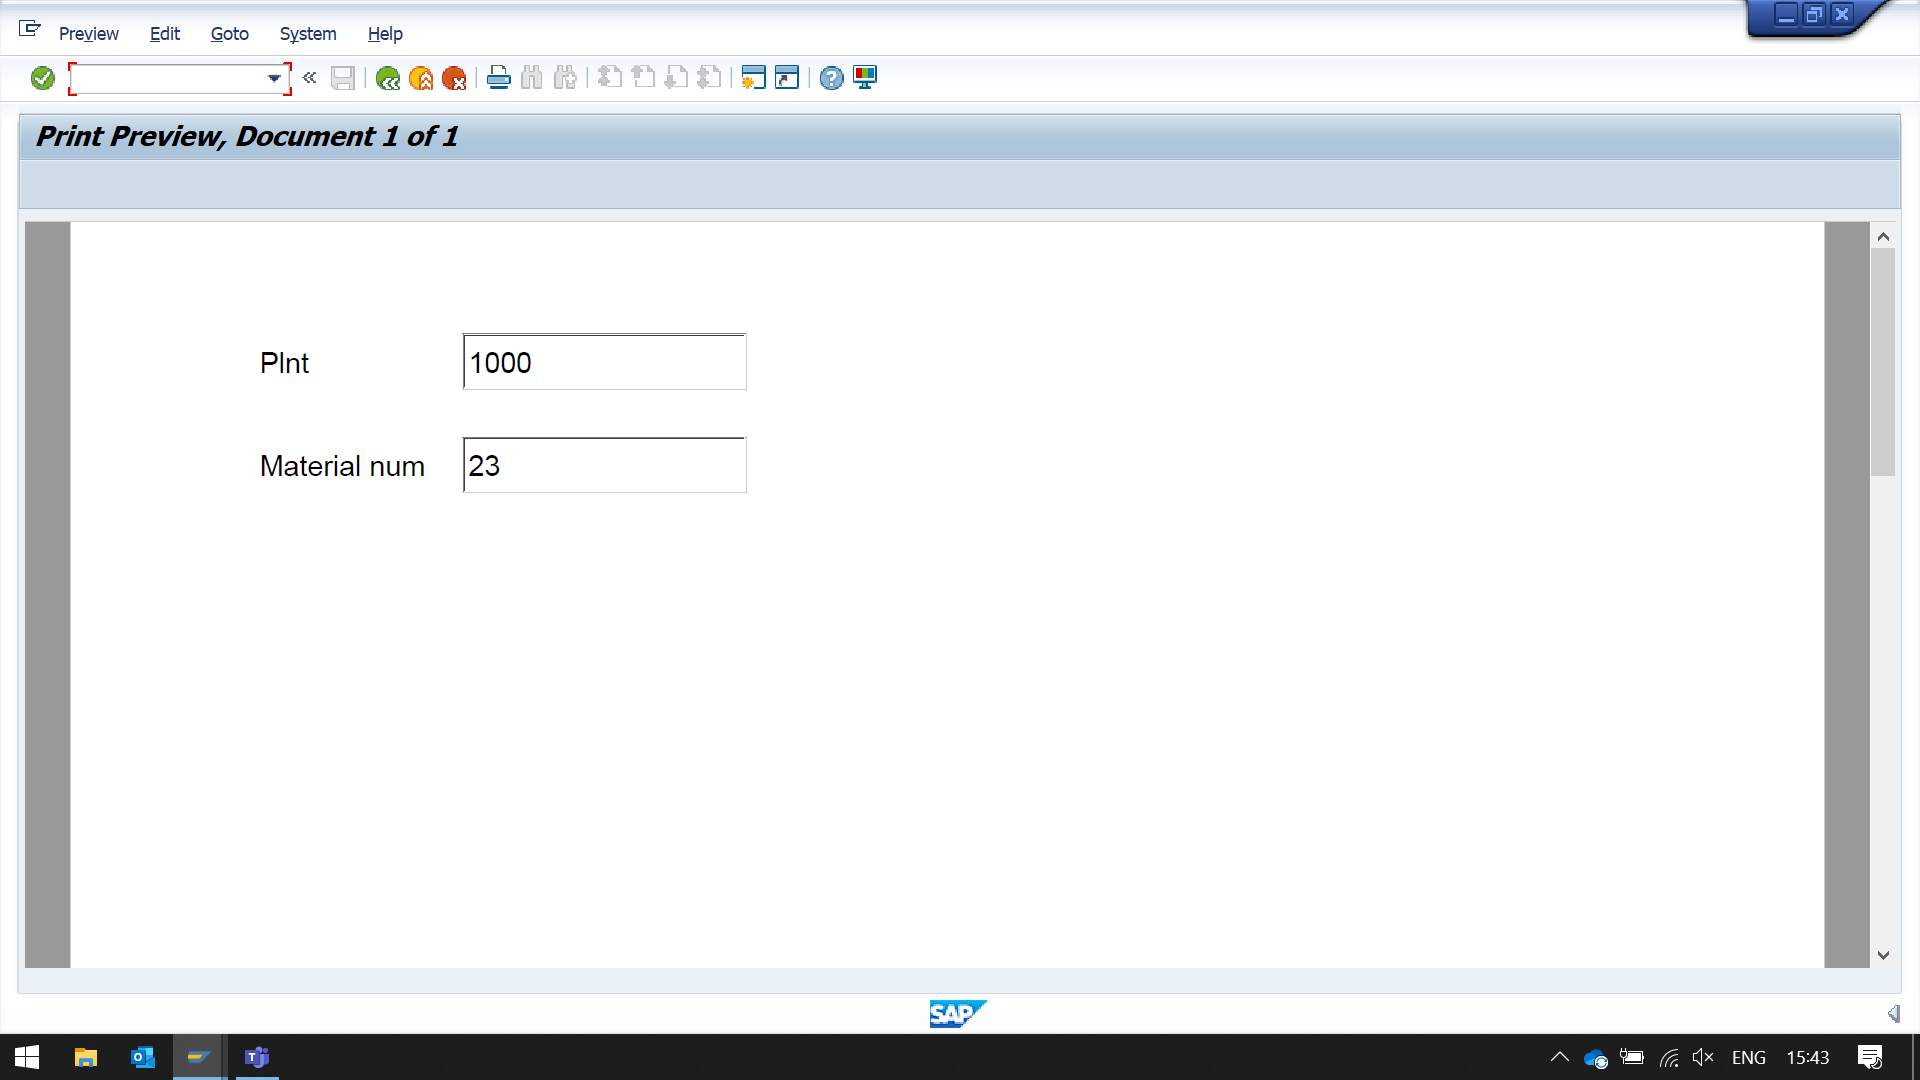 Preview Edit Goto System Help
Print Preview, Document 1 of 1
Plnt 1000
Material num 23
SAP
ENG 15:43